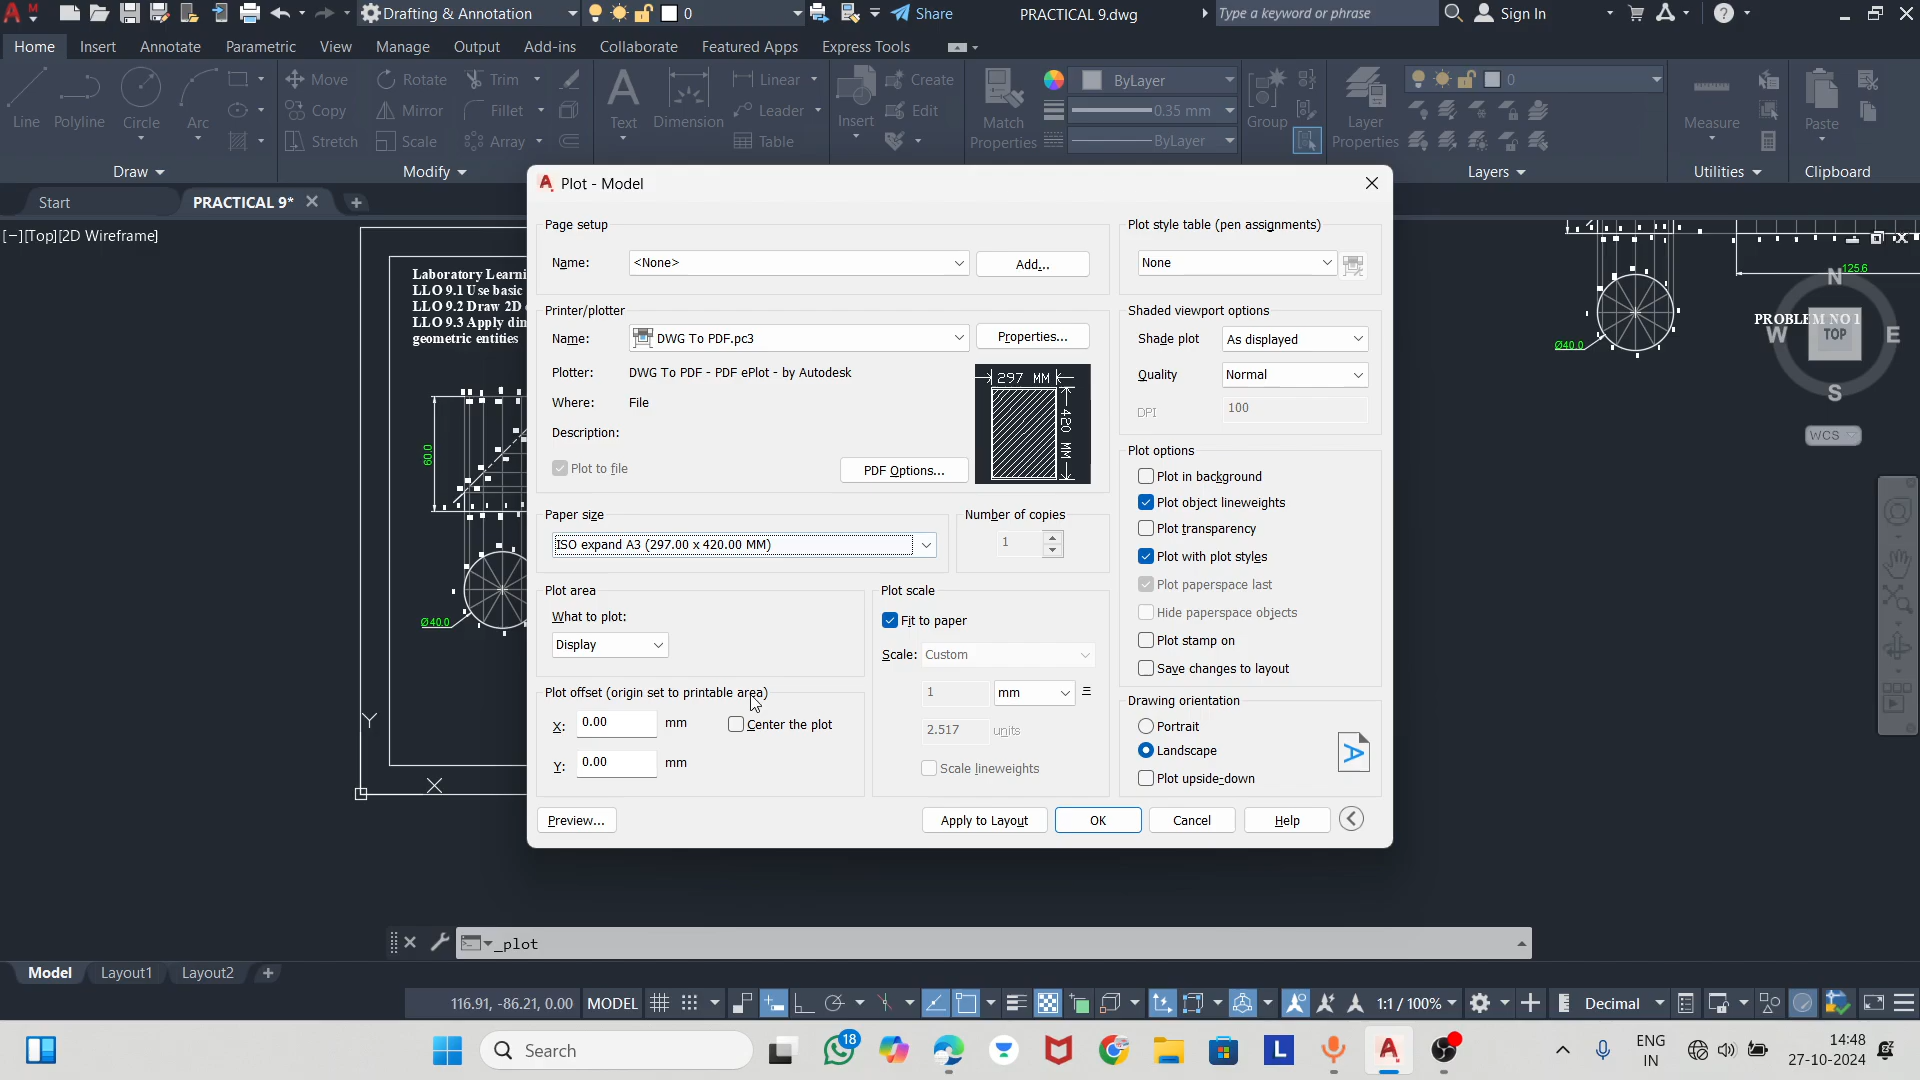 Drafting & Annotation
0
Share
PRACTICAL 9.dwg
Type a keyword or phrase
Sign In
Home
Insert
Annotate
Parametric
View
Manage
Output
Add-ins
Collaborate
Featured Apps
Express Tools
Line
Polyline
Circle
Arc
Move
Rotate
Trim
Copy
Mirror
Fillet
Stretch
Scale
Array
Text
Dimension
Linear
Leader
Table
Insert
Create
Edit
Match
Properties
ByLayer
0.35 mm
ByLayer
Group
Layer
Properties
0
Measure
Paste
Draw
Modify
Layers
Utilities
Clipboard
Start
PRACTICAL 9*
[−][Top][2D Wireframe]
Laboratory Learni
LLO 9.1 Use basic
LLO 9.2 Draw 2D
LLO 9.3 Apply din
geometric entities
60.0
Ø40.0
Y
X
Plot - Model
Page setup
Name:
<None>
Add...
Printer/plotter
Name:
DWG To PDF.pc3
Properties...
Plotter:
DWG To PDF - PDF ePlot - by Autodesk
Where:
File
Description:
Plot to file
PDF Options...
297 MM
420 MM
Paper size
ISO expand A3 (297.00 x 420.00 MM)
Number of copies
1
Plot area
What to plot:
Display
Plot offset (origin set to printable area)
X:
0.00
mm
Center the plot
Y:
0.00
mm
Plot scale
Fit to paper
Scale:
Custom
1
mm
=
2.517
units
Scale lineweights
Plot style table (pen assignments)
None
Shaded viewport options
Shade plot
As displayed
Quality
Normal
DPI
100
Plot options
Plot in background
Plot object lineweights
Plot transparency
Plot with plot styles
Plot paperspace last
Hide paperspace objects
Plot stamp on
Save changes to layout
Drawing orientation
Portrait
Landscape
Plot upside-down
Preview...
Apply to Layout
OK
Cancel
Help
125.6
Ø40.0
PROBLEM NO 1
N
W
TOP
E
S
WCS
_plot
Model
Layout1
Layout2
116.91, -86.21, 0.00
MODEL
1:1 / 100%
Decimal
Search
18
L
ENG
IN
14:48
27-10-2024